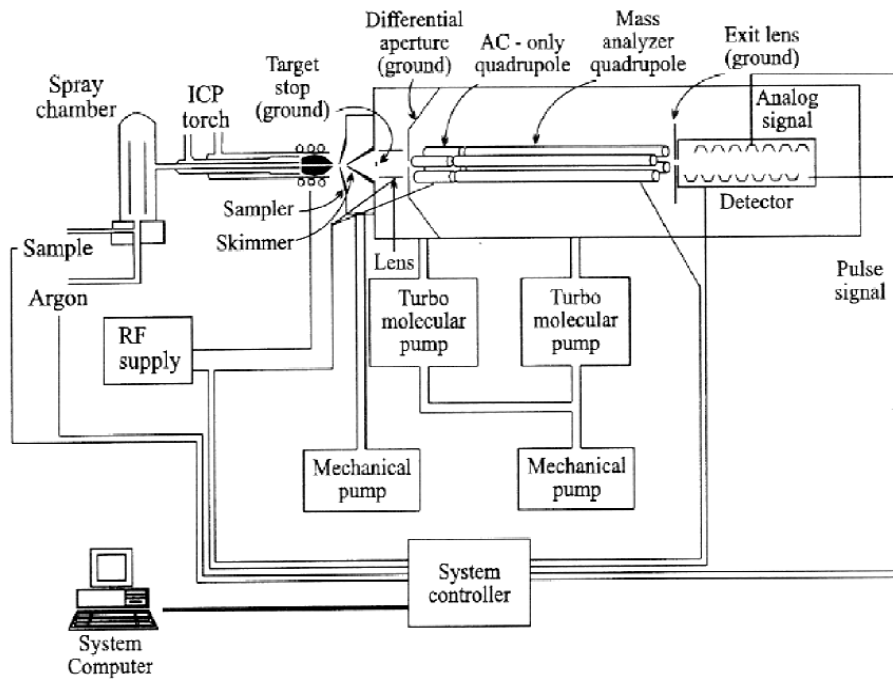 Differential
aperture
(ground)
AC - only
quadrupole
Mass
analyzer
quadrupole
Exit lens
(ground)
Spray
chamber
ICP
torch
Target
stop
(ground)
Analog
signal
Sampler
Skimmer
Detector
Sample
Lens
Argon
Pulse
signal
RF
supply
Turbo
molecular
pump
Turbo
molecular
pump
Mechanical
pump
Mechanical
pump
System
controller
System
Computer